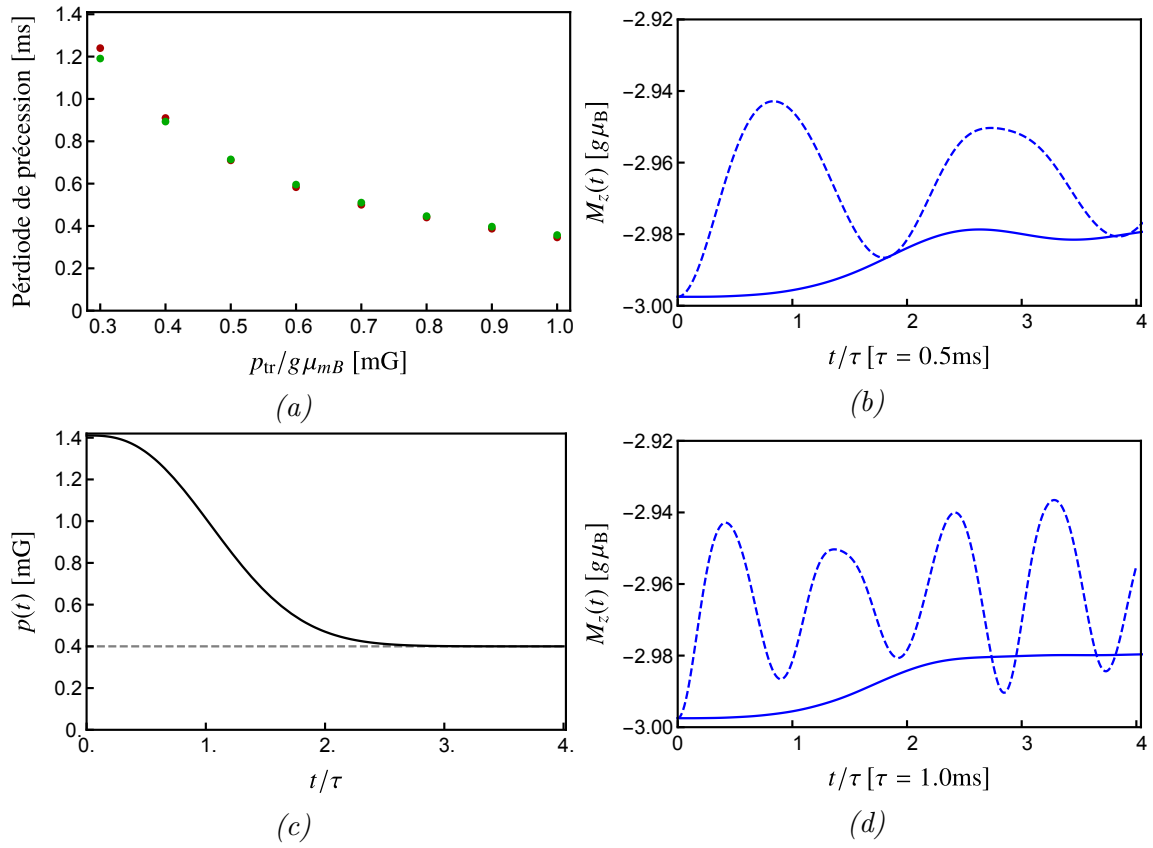 Pérdiode de précession [ms]
1.4
1.2
1.0
0.8
0.6
0.4
0.2
0
0.3 0.4 0.5 0.6 0.7 0.8 0.9 1.0
p_tr/gμ_mB [mG]
(a)
M_z(t) [gμ_B]
−2.92
−2.94
−2.96
−2.98
−3.00
0 1 2 3 4
t/τ [τ = 0.5ms]
(b)
p(t) [mG]
1.4
1.2
1.0
0.8
0.6
0.4
0.2
0.
0. 1. 2. 3. 4.
t/τ
(c)
M_z(t) [gμ_B]
−2.92
−2.94
−2.96
−2.98
−3.00
0 1 2 3 4
t/τ [τ = 1.0ms]
(d)